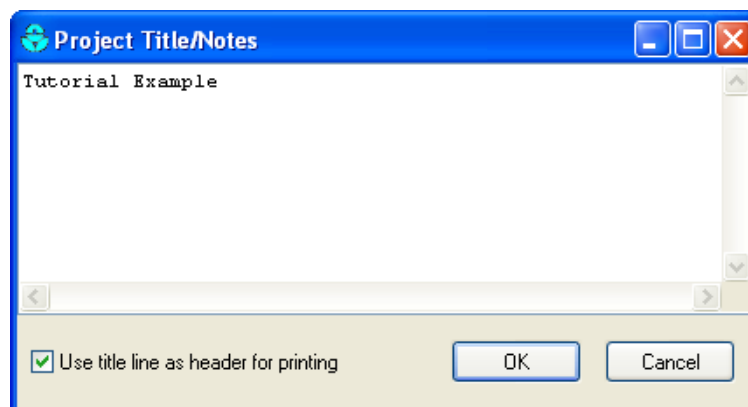 Project Title/Notes
Tutorial Example
Use title line as header for printing
OK
Cancel